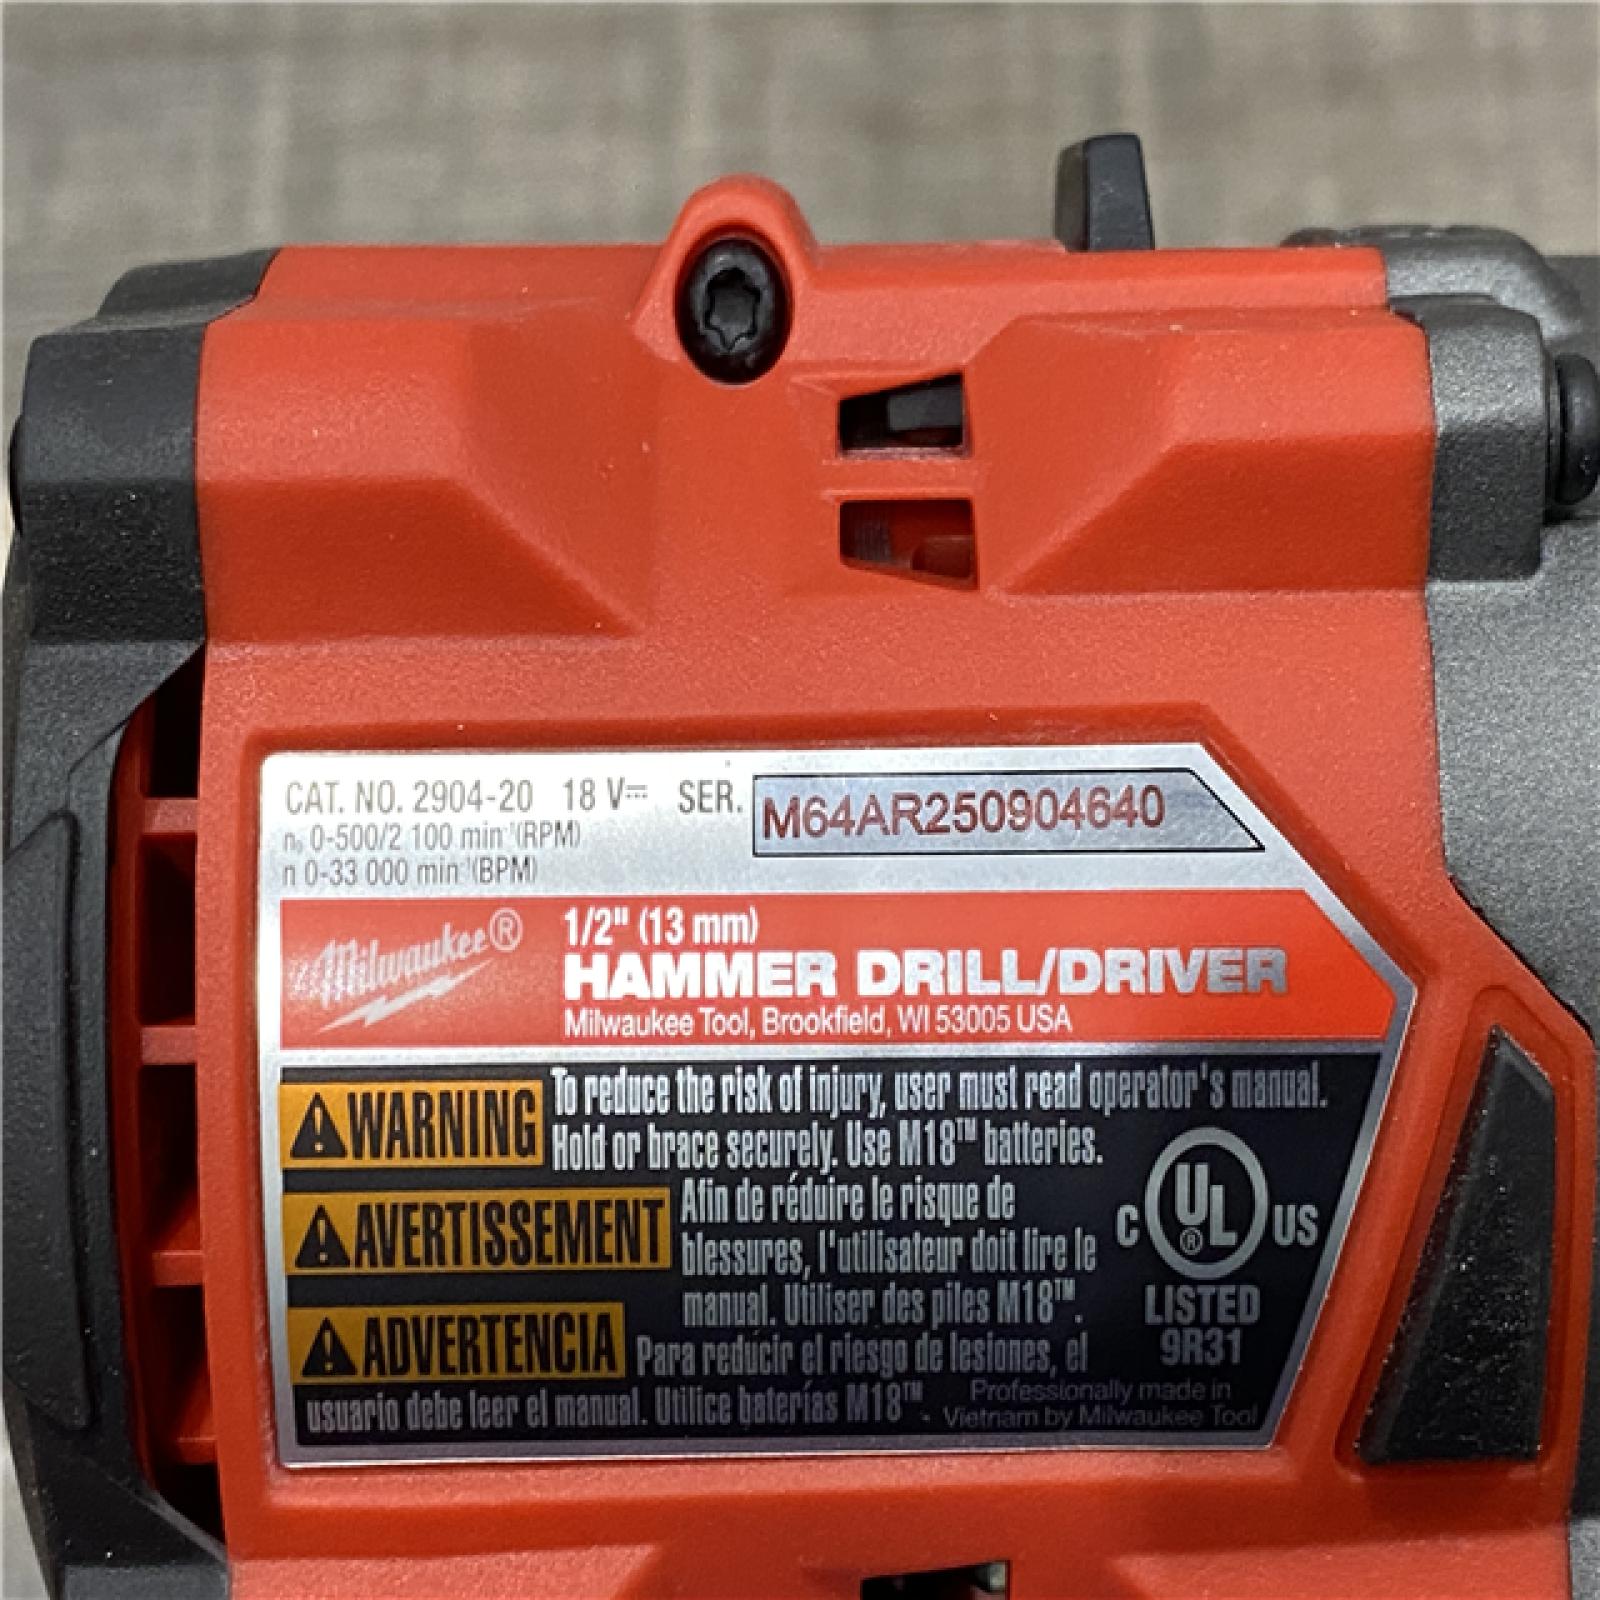 CAT. NO. 2904-20 18 V⎓ SER. M64AR250904640
n₀ 0-500/2 100 min⁻¹(RPM)
n 0-33 000 min⁻¹(BPM)
Milwaukee®
1/2" (13 mm)
HAMMER DRILL/DRIVER
Milwaukee Tool, Brookfield, WI 53005 USA
⚠WARNING To reduce the risk of injury, user must read operator's manual.
Hold or brace securely. Use M18™ batteries.
⚠AVERTISSEMENT Afin de réduire le risque de
blessures, l'utilisateur doit lire le
manual. Utiliser des piles M18™.
⚠ADVERTENCIA Para reducir el riesgo de lesiones, el
usuario debe leer el manual. Utilice baterías M18™.
C UL® US
LISTED
9R31
Professionally made in
Vietnam by Milwaukee Tool